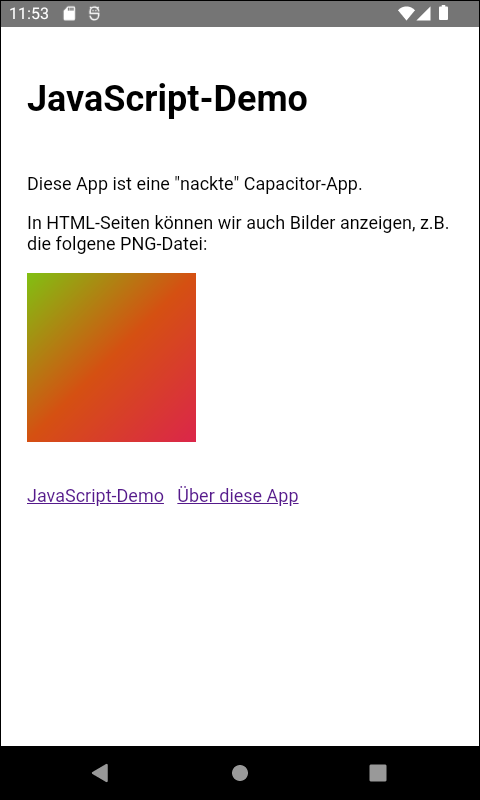 11:53
JavaScript-Demo
Diese App ist eine "nackte" Capacitor-App.
In HTML-Seiten können wir auch Bilder anzeigen, z.B.
die folgene PNG-Datei:
JavaScript-Demo Über diese App